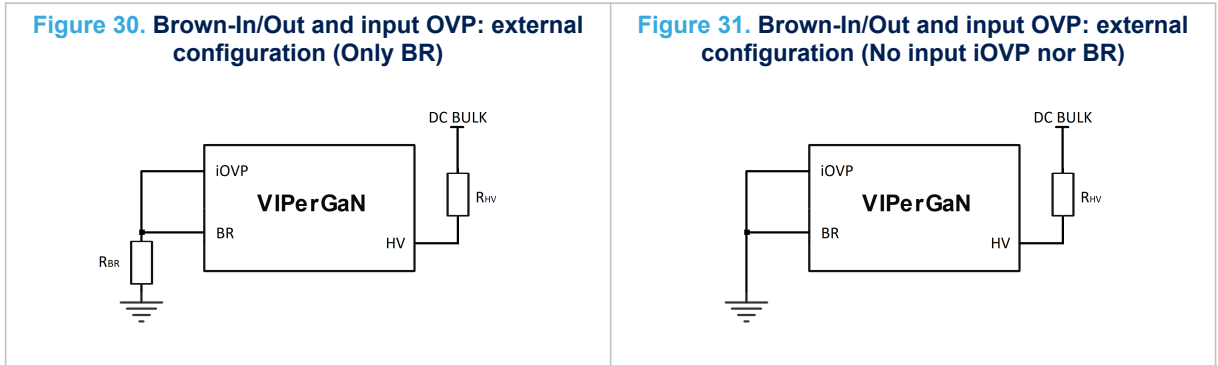 Figure 30. Brown-In/Out and input OVP: external
configuration (Only BR)
DC BULK
iOVP
VIPerGaN
RHV
BR
HV
RBR
Figure 31. Brown-In/Out and input OVP: external
configuration (No input iOVP nor BR)
DC BULK
iOVP
VIPerGaN
RHV
BR
HV